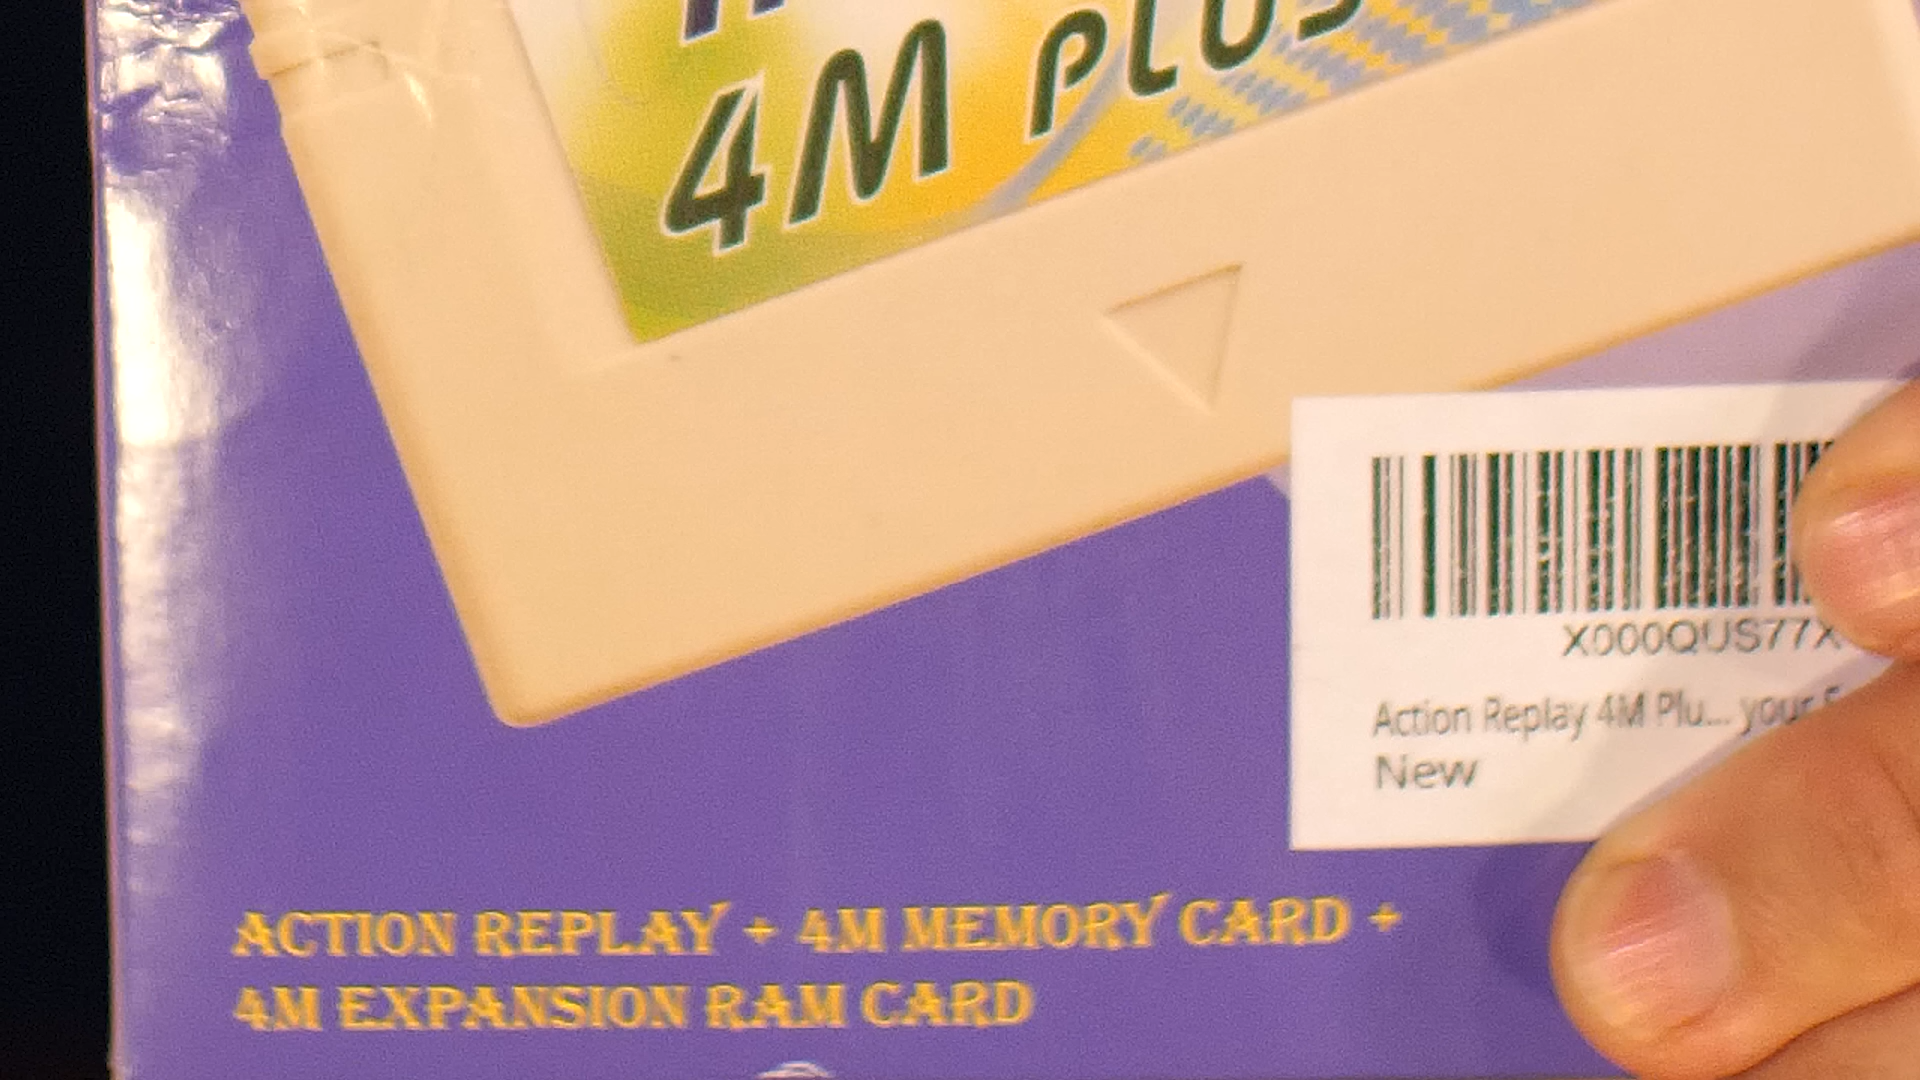 4M PLUS
X000QUS77X
Action Replay 4M Plu... your
New
ACTION REPLAY + 4M MEMORY CARD +
4M EXPANSION RAM CARD